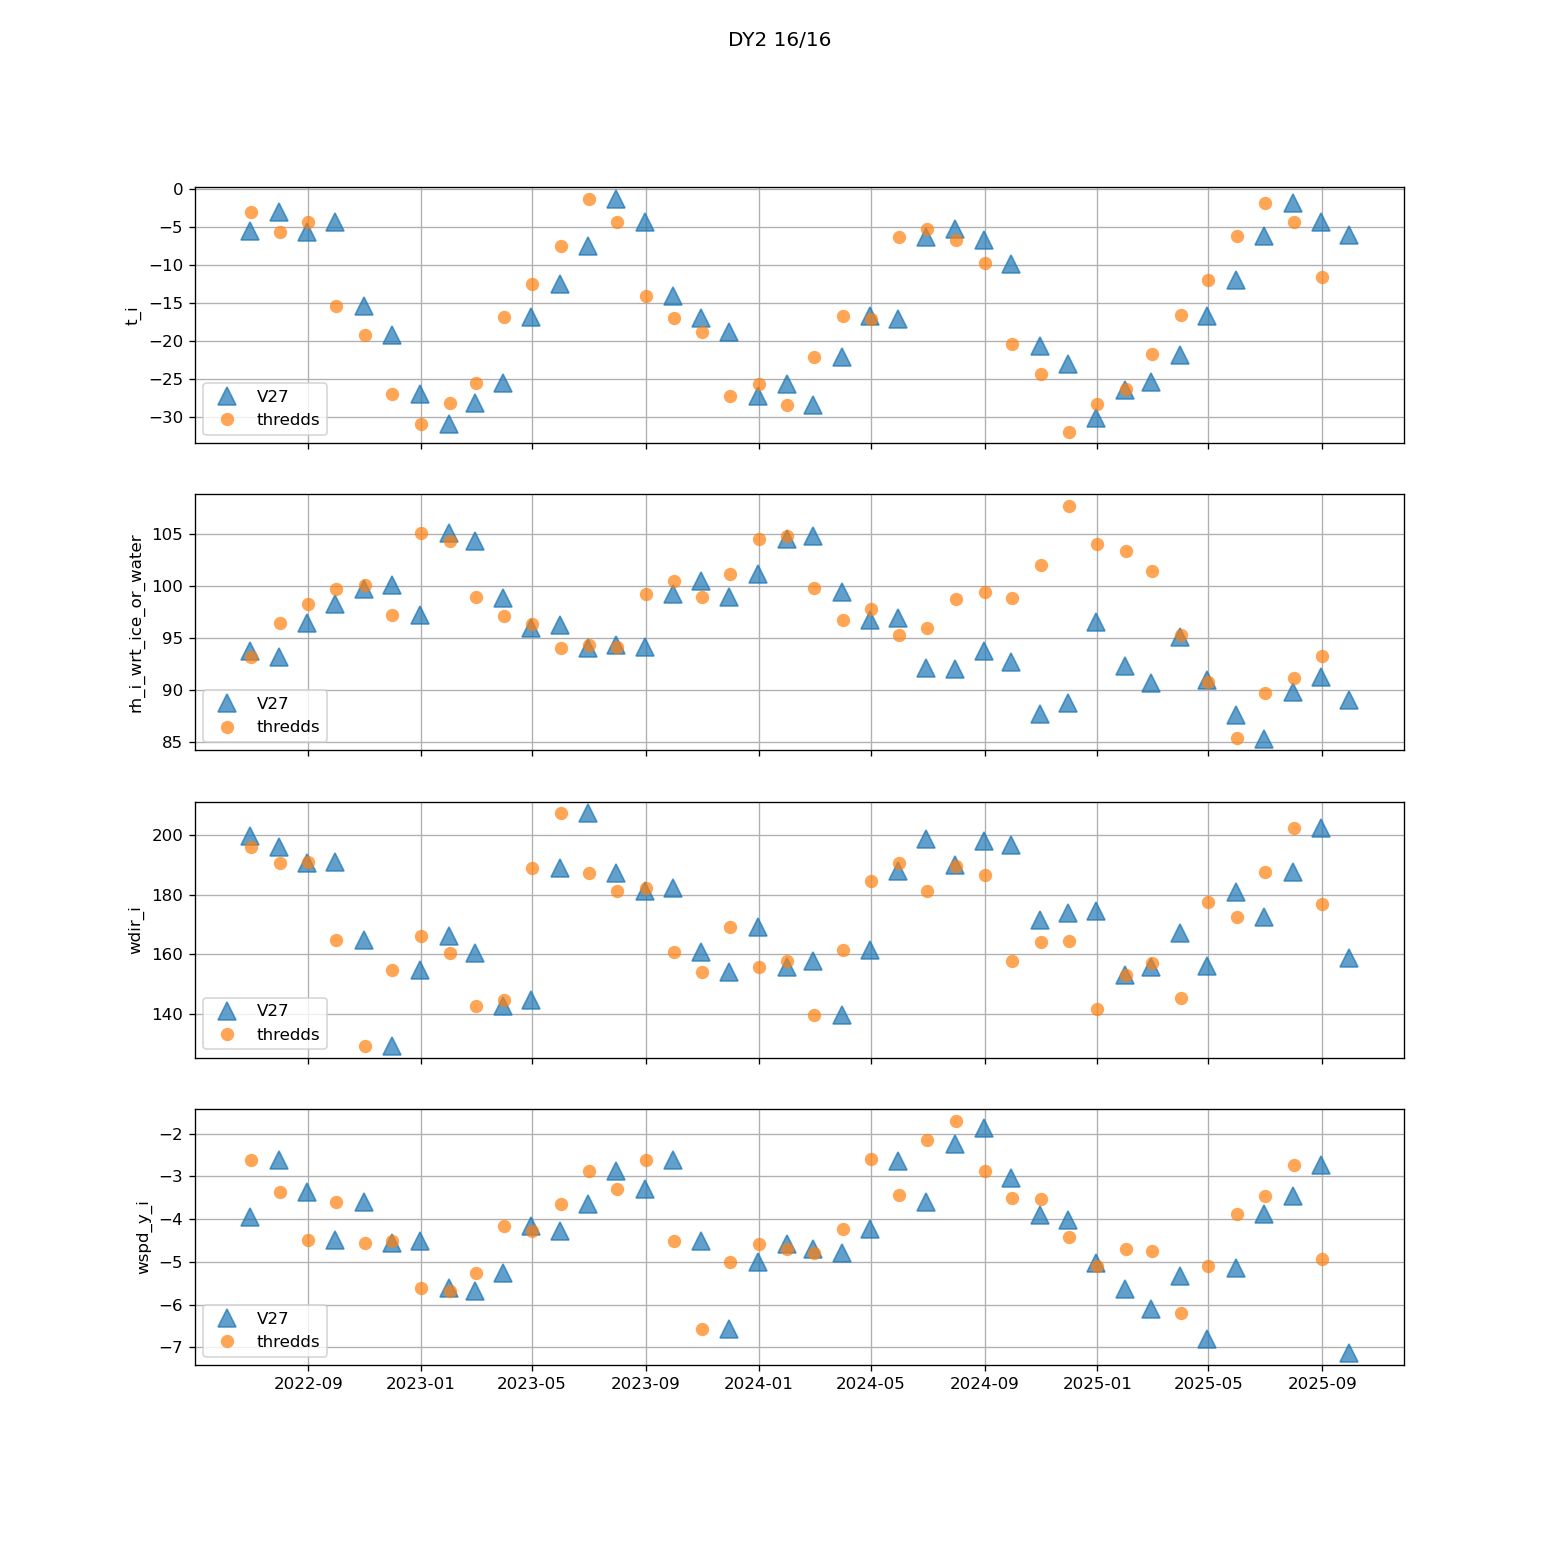 DY2 16/16
0
−5
−10
−15
−20
−25
−30
t_i
V27
thredds
105
100
95
90
85
rh_i_wrt_ice_or_water
V27
thredds
200
180
160
140
wdir_i
V27
thredds
−2
−3
−4
−5
−6
−7
wspd_y_i
V27
thredds
2022-09 2023-01 2023-05 2023-09 2024-01 2024-05 2024-09 2025-01 2025-05 2025-09